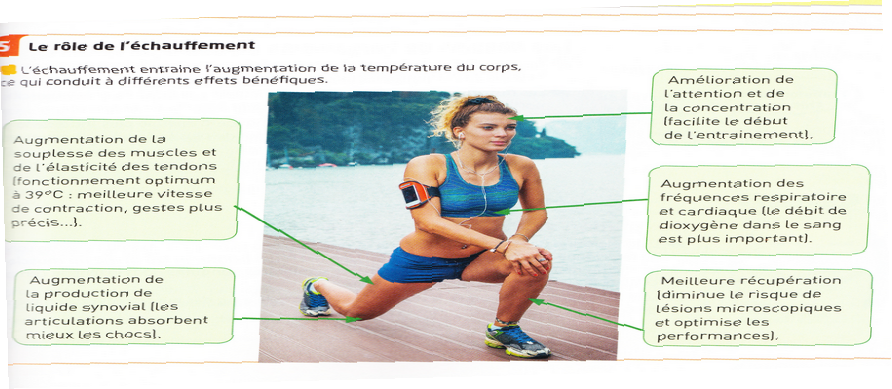 5 Le rôle de l'échauffement
L'échauffement entraine l'augmentation de la température du corps,
ce qui conduit à différents effets bénéfiques.
Augmentation de la
souplesse des muscles et
de l'élasticité des tendons
(fonctionnement optimum
à 39°C : meilleure vitesse
de contraction, gestes plus
précis...).
Augmentation de
la production de
liquide synovial (les
articulations absorbent
mieux les chocs).
Amélioration de
l'attention et de
la concentration
(facilite le début
de l'entrainement).
Augmentation des
fréquences respiratoire
et cardiaque (le débit de
dioxygène dans le sang
est plus important).
Meilleure récupération
(diminue le risque de
lésions microscopiques
et optimise les
performances).